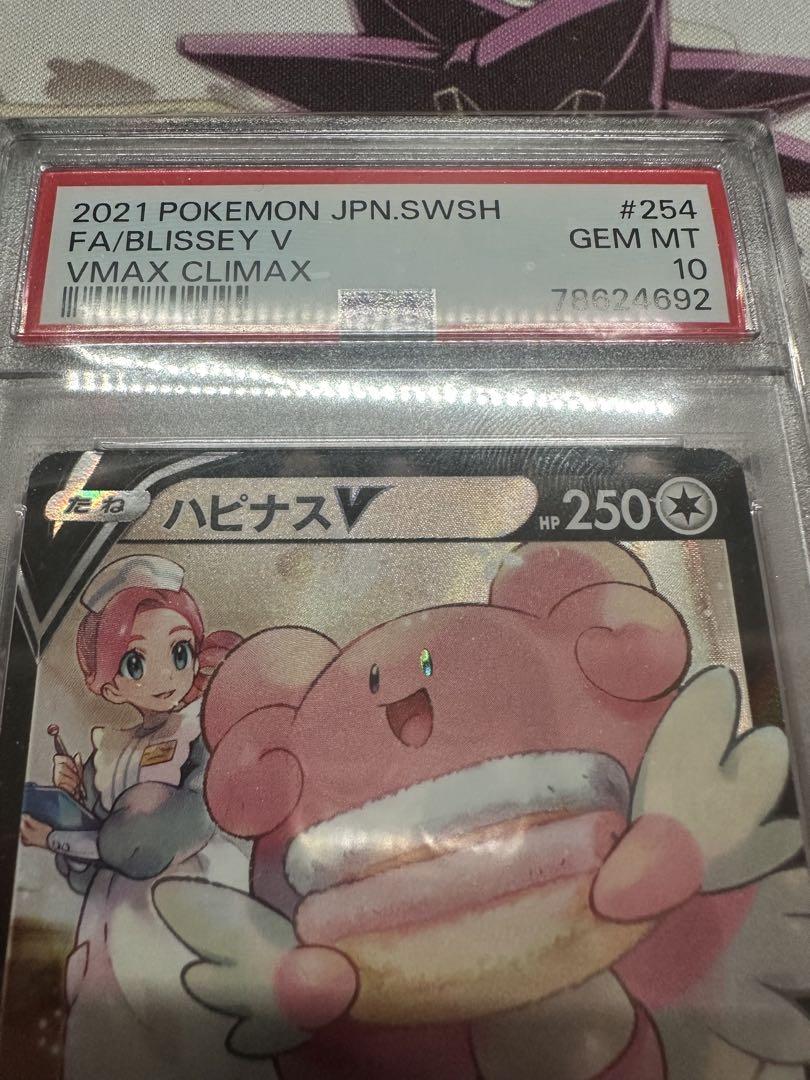 2021 POKEMON JPN.SWSH #254
FA/BLISSEY V GEM MT
VMAX CLIMAX 10
78624692
たね ハピナスV HP 250